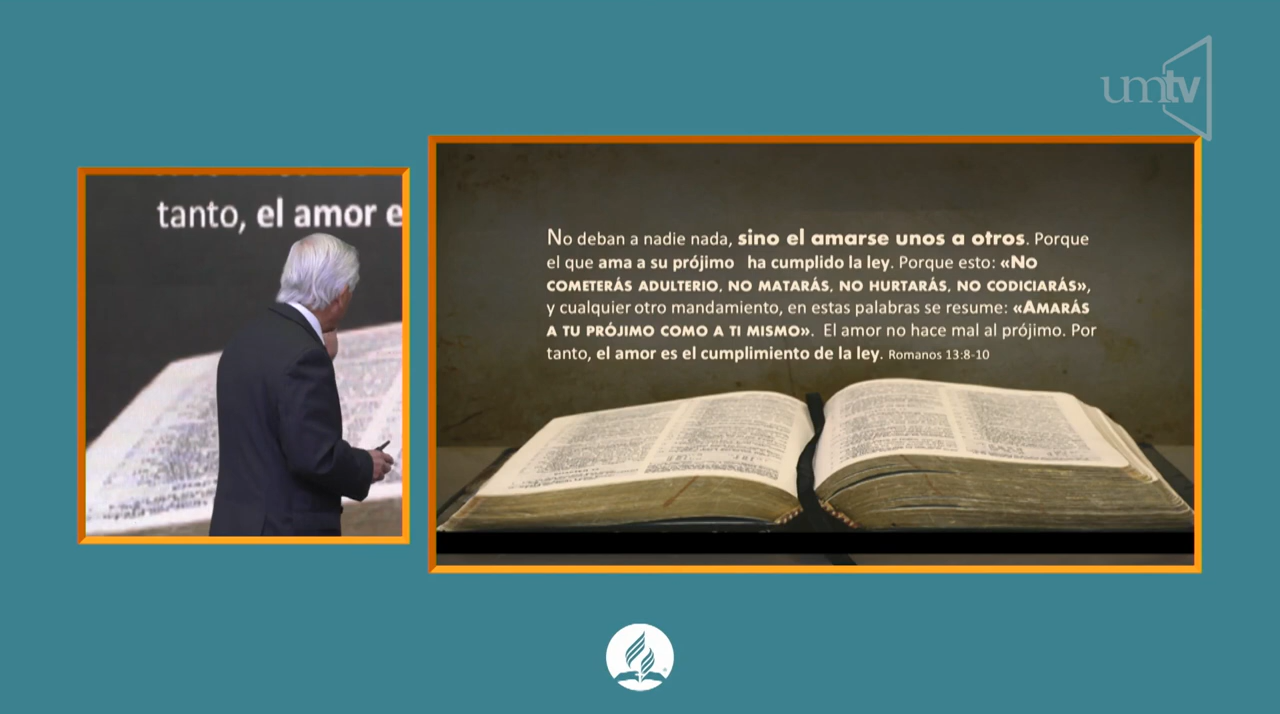 umtv
tanto, el amor e
No deban a nadie nada, sino el amarse unos a otros. Porque
el que ama a su prójimo ha cumplido la ley. Porque esto: «No
COMETERÁS ADULTERIO, NO MATARÁS, NO HURTARÁS, NO CODICIARÁS»,
y cualquier otro mandamiento, en estas palabras se resume: «AMARÁS
A TU PRÓJIMO COMO A TI MISMO». El amor no hace mal al prójimo. Por
tanto, el amor es el cumplimiento de la ley. Romanos 13:8-10